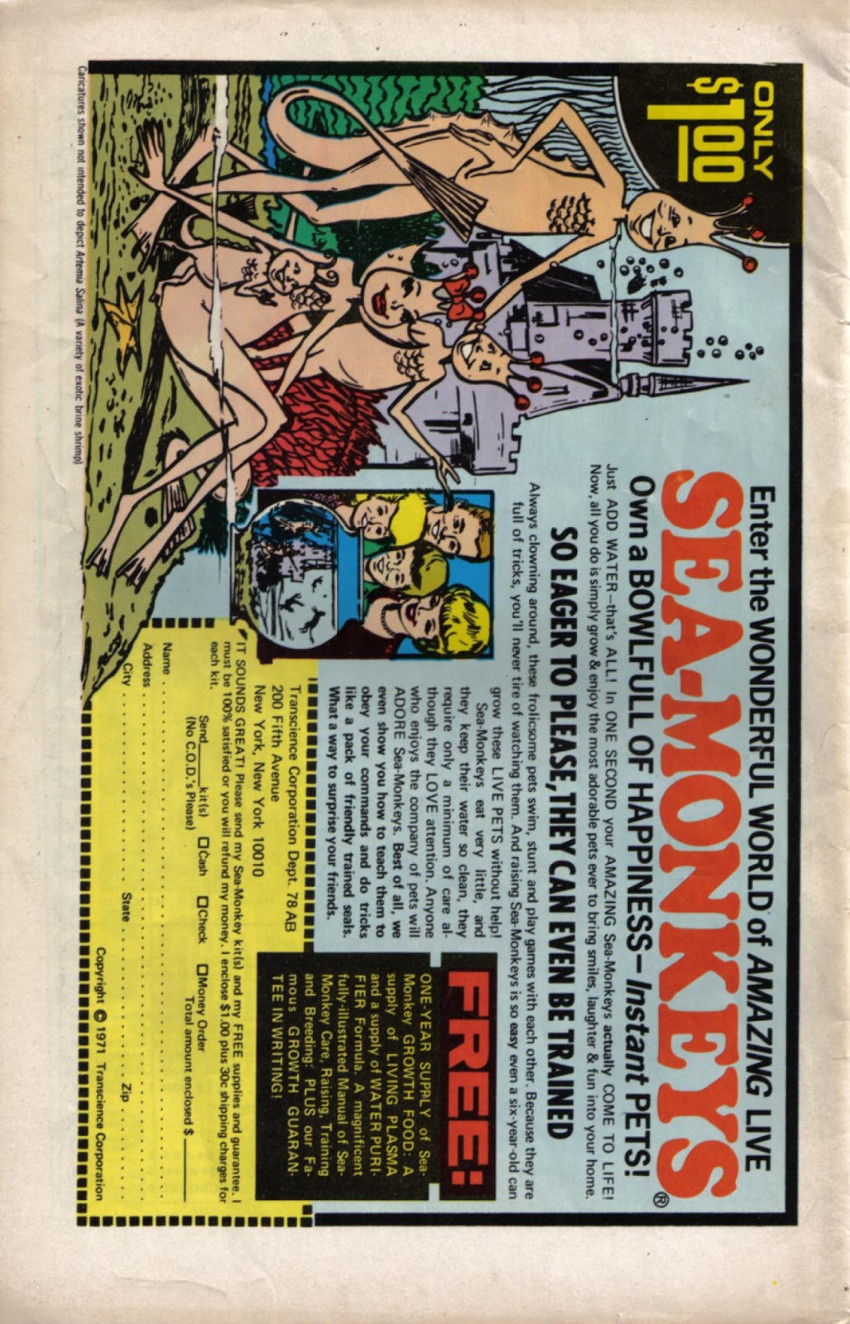 ONLY
$1.00
Enter the WONDERFUL WORLD of AMAZING LIVE
SEA-MONKEYS®
Own a BOWLFULL OF HAPPINESS—Instant PETS!
Just ADD WATER—that's ALL! In ONE SECOND your AMAZING Sea-Monkeys actually COME TO LIFE!
Now, all you do is simply grow & enjoy the most adorable pets ever to bring smiles, laughter & fun into your home.
SO EAGER TO PLEASE, THEY CAN EVEN BE TRAINED
Always clowning around, these frolicsome pets swim, stunt and play games with each other. Because they are
full of tricks, you'll never tire of watching them. And raising Sea-Monkeys is so easy even a six-year-old can
grow these LIVE PETS without help!
Sea-Monkeys eat very little, and
they keep their water so clean, they
require only a minimum of care al-
though they LOVE attention. Anyone
who enjoys the company of pets will
ADORE Sea-Monkeys. Best of all, we
even show you how to teach them to
obey your commands and do tricks
like a pack of friendly trained seals.
What a way to surprise your friends.
FREE:
ONE-YEAR SUPPLY of Sea-
Monkey GROWTH FOOD: A
supply of LIVING PLASMA
and a supply of WATER PURI-
FIER Formula. A magnificent
fully-illustrated Manual of Sea-
Monkey Care, Raising, Training
and Breeding: PLUS our Fa-
mous GROWTH GUARAN-
TEE IN WRITING!
Transcience Corporation Dept. 78 AB
200 Fifth Avenue
New York, New York 10010
IT SOUNDS GREAT! Please send my Sea-Monkey kit(s) and my FREE supplies and guarantee. I
must be 100% satisfied or you will refund my money. I enclose $1.00 plus 30c shipping charges for
each kit.
Send____kit(s) □Cash □Check □Money Order
(No C.O.D.'s Please) Total amount enclosed $______
Name
Address
City State Zip
Copyright © 1971 Transcience Corporation
Caricatures shown not intended to depict Artemia Salina (A variety of exotic brine shrimp)